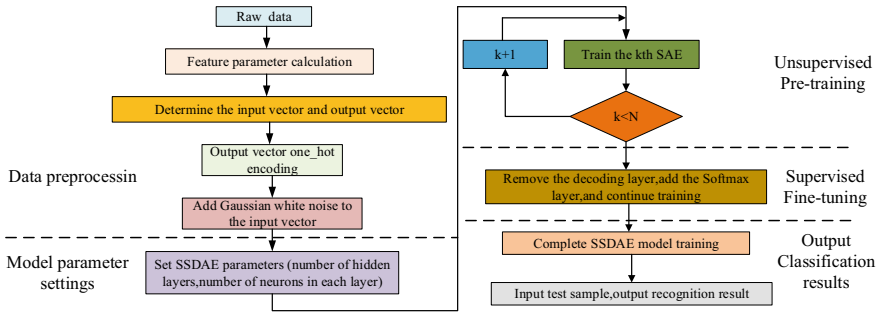 Raw data
Feature parameter calculation
Determine the input vector and output vector
Output vector one_hot
encoding
Data preprocessin
Add Gaussian white noise to
the input vector
Model parameter
settings
Set SSDAE parameters (number of hidden
layers,number of neurons in each layer)
k+1
Train the kth SAE
Unsupervised
Pre-training
k<N
Remove the decoding layer,add the Softmax
layer,and continue training
Supervised
Fine-tuning
Complete SSDAE model training
Output
Classification
results
Input test sample,output recognition result